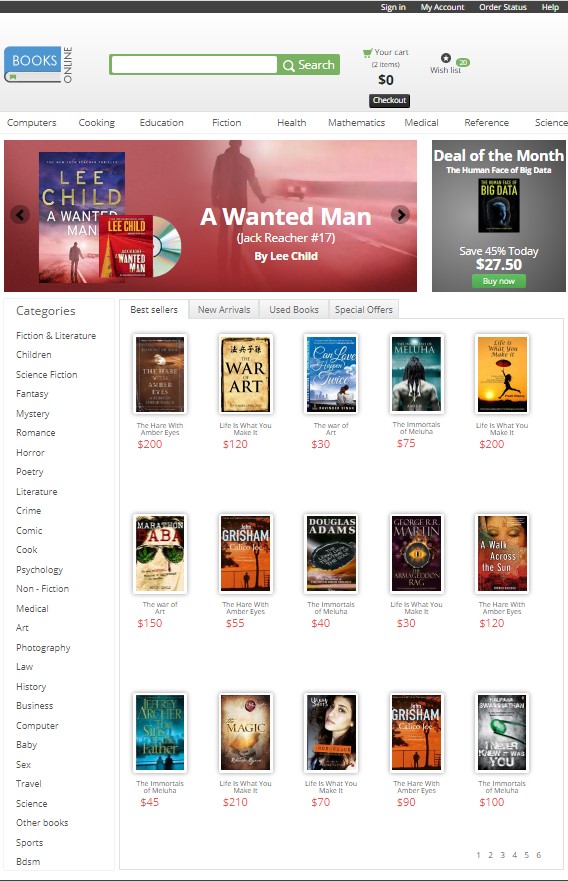 Sign in My Account Order Status Help
BOOKS
ONLINE
Search
Your cart
(2 items)
$0
Checkout
20
Wish list
Computers Cooking Education Fiction Health Mathematics Medical Reference Science
LEE
CHILD
A WANTED
MAN
LEE CHILD
A WANTED
MAN
A Wanted Man
(Jack Reacher #17)
By Lee Child
Deal of the Month
The Human Face of Big Data
THE HUMAN FACE OF
BIG DATA
Save 45% Today
$27.50
Buy now
Categories
Fiction & Literature
Children
Science Fiction
Fantasy
Mystery
Romance
Horror
Poetry
Literature
Crime
Comic
Cook
Psychology
Non - Fiction
Medical
Art
Photography
Law
History
Business
Computer
Baby
Sex
Travel
Science
Other books
Sports
Bdsm
Best sellers New Arrivals Used Books Special Offers
THE HARE
WITH
AMBER
EYES
THE
WAR
OF
ART
Can Love
Happen
Twice
RAVINDER SINGH
MELUHA
Life is
What You
Make it
The Hare With
Amber Eyes
$200
Life Is What You
Make It
$120
The war of
Art
$30
The Immortals
of Meluha
$75
Life Is What You
Make It
$200
MARATHON
BABA
John
GRISHAM
Calico Joe
DOUGLAS
ADAMS
GEORGE R.R.
MARTIN
THE
ARMAGEDDON
RAG
A Walk
Across
the Sun
The war of
Art
$150
The Hare With
Amber Eyes
$55
The Immortals
of Meluha
$40
Life Is What You
Make It
$30
The Hare With
Amber Eyes
$120
JEFFREY
ARCHER
The
Sins
of the
Father
The
MAGIC
John
GRISHAM
Calico Joe
I NEVER
KNEW IT WAS
YOU
The Immortals
of Meluha
$45
Life Is What You
Make It
$210
Life Is What You
Make It
$70
The Hare With
Amber Eyes
$90
The Immortals
of Meluha
$100
1 2 3 4 5 6